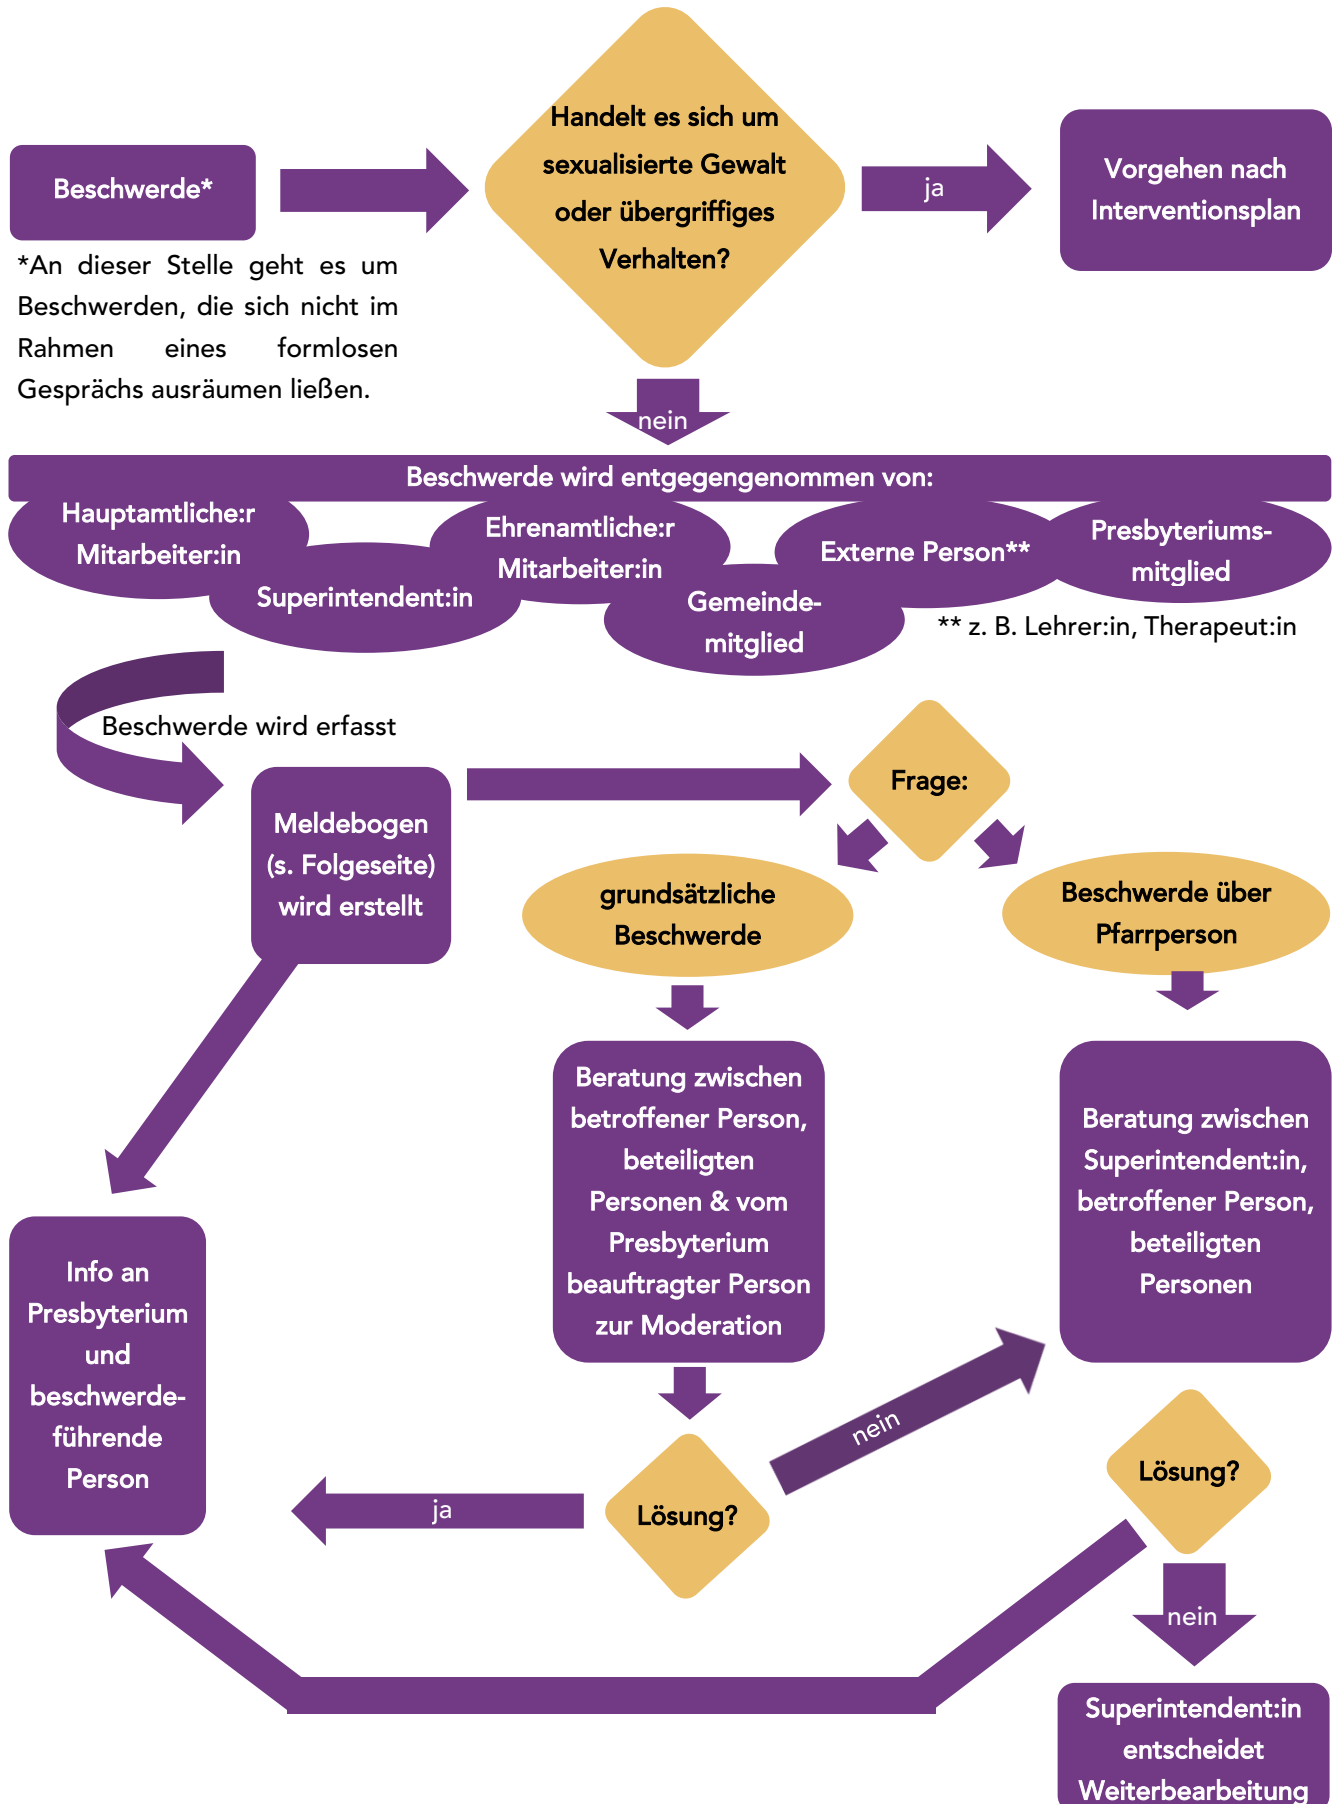 Handelt es sich um
sexualisierte Gewalt
oder übergriffiges
Verhalten?
Beschwerde*
ja
Vorgehen nach
Interventionsplan
*An dieser Stelle geht es um
Beschwerden, die sich nicht im
Rahmen eines formlosen
Gesprächs ausräumen ließen.
nein
Beschwerde wird entgegengenommen von:
Hauptamtliche:r
Mitarbeiter:in
Superintendent:in
Ehrenamtliche:r
Mitarbeiter:in
Gemeinde-
mitglied
Externe Person**
Presbyteriums-
mitglied
** z. B. Lehrer:in, Therapeut:in
Beschwerde wird erfasst
Meldebogen
(s. Folgeseite)
wird erstellt
Frage:
grundsätzliche
Beschwerde
Beschwerde über
Pfarrperson
Beratung zwischen
betroffener Person,
beteiligten
Personen & vom
Presbyterium
beauftragter Person
zur Moderation
Beratung zwischen
Superintendent:in,
betroffener Person,
beteiligten
Personen
Info an
Presbyterium
und
beschwerde-
führende
Person
nein
Lösung?
ja
Lösung?
nein
Superintendent:in
entscheidet
Weiterbearbeitung